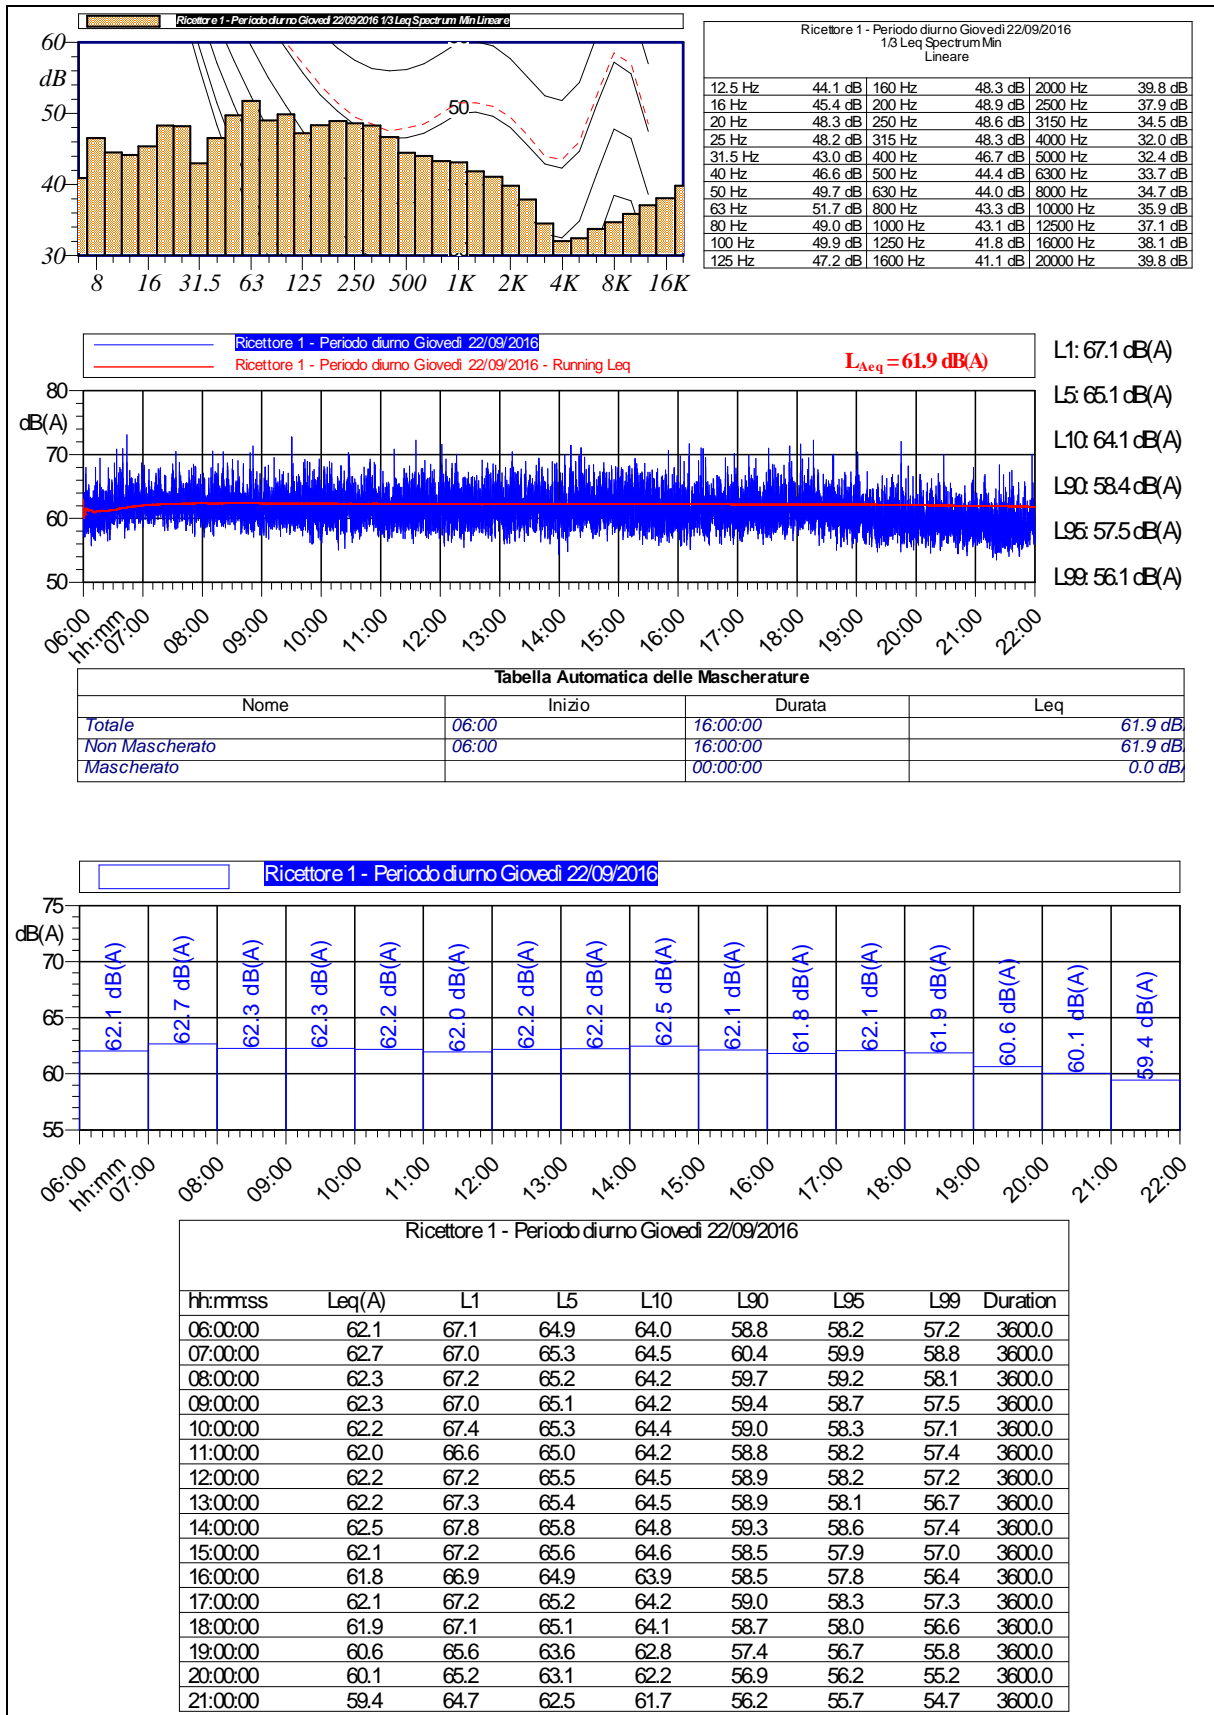 Ricettore 1 - Periodo diurno Giovedì 22/09/2016 1/3 Leq Spectrum Min Lineare
60
dB
50
40
30
50
8 16 31.5 63 125 250 500 1K 2K 4K 8K 16K
Ricettore 1 - Periodo diurno Giovedì 22/09/2016
1/3 Leq Spectrum Min
Lineare
12.5 Hz 44.1 dB 160 Hz 48.3 dB 2000 Hz 39.8 dB
16 Hz 45.4 dB 200 Hz 48.9 dB 2500 Hz 37.9 dB
20 Hz 48.3 dB 250 Hz 48.6 dB 3150 Hz 34.5 dB
25 Hz 48.2 dB 315 Hz 48.3 dB 4000 Hz 32.0 dB
31.5 Hz 43.0 dB 400 Hz 46.7 dB 5000 Hz 32.4 dB
40 Hz 46.6 dB 500 Hz 44.4 dB 6300 Hz 33.7 dB
50 Hz 49.7 dB 630 Hz 44.0 dB 8000 Hz 34.7 dB
63 Hz 51.7 dB 800 Hz 43.3 dB 10000 Hz 35.9 dB
80 Hz 49.0 dB 1000 Hz 43.1 dB 12500 Hz 37.1 dB
100 Hz 49.9 dB 1250 Hz 41.8 dB 16000 Hz 38.1 dB
125 Hz 47.2 dB 1600 Hz 41.1 dB 20000 Hz 39.8 dB
Ricettore 1 - Periodo diurno Giovedì 22/09/2016
Ricettore 1 - Periodo diurno Giovedì 22/09/2016 - Running Leq
LAeq = 61.9 dB(A)
L1: 67.1 dB(A)
L5: 65.1 dB(A)
L10: 64.1 dB(A)
L90: 58.4 dB(A)
L95: 57.5 dB(A)
L99: 56.1 dB(A)
80
dB(A)
70
60
50
06:00 hh:mm 07:00 08:00 09:00 10:00 11:00 12:00 13:00 14:00 15:00 16:00 17:00 18:00 19:00 20:00 21:00 22:00
Tabella Automatica delle Mascherature
Nome Inizio Durata Leq
Totale 06:00 16:00:00 61.9 dB
Non Mascherato 06:00 16:00:00 61.9 dB
Mascherato 00:00:00 0.0 dB
Ricettore 1 - Periodo diurno Giovedì 22/09/2016
75
dB(A)
70
65
60
55
62.1 dB(A) 62.7 dB(A) 62.3 dB(A) 62.3 dB(A) 62.2 dB(A) 62.0 dB(A) 62.2 dB(A) 62.2 dB(A) 62.5 dB(A) 62.1 dB(A) 61.8 dB(A) 62.1 dB(A) 61.9 dB(A) 60.6 dB(A) 60.1 dB(A) 59.4 dB(A)
06:00 hh:mm 07:00 08:00 09:00 10:00 11:00 12:00 13:00 14:00 15:00 16:00 17:00 18:00 19:00 20:00 21:00 22:00
Ricettore 1 - Periodo diurno Giovedì 22/09/2016
hh:mm:ss Leq(A) L1 L5 L10 L90 L95 L99 Duration
06:00:00 62.1 67.1 64.9 64.0 58.8 58.2 57.2 3600.0
07:00:00 62.7 67.0 65.3 64.5 60.4 59.9 58.8 3600.0
08:00:00 62.3 67.2 65.2 64.2 59.7 59.2 58.1 3600.0
09:00:00 62.3 67.0 65.1 64.2 59.4 58.7 57.5 3600.0
10:00:00 62.2 67.4 65.3 64.4 59.0 58.3 57.1 3600.0
11:00:00 62.0 66.6 65.0 64.2 58.8 58.2 57.4 3600.0
12:00:00 62.2 67.2 65.5 64.5 58.9 58.2 57.2 3600.0
13:00:00 62.2 67.3 65.4 64.5 58.9 58.1 56.7 3600.0
14:00:00 62.5 67.8 65.8 64.8 59.3 58.6 57.4 3600.0
15:00:00 62.1 67.2 65.6 64.6 58.5 57.9 57.0 3600.0
16:00:00 61.8 66.9 64.9 63.9 58.5 57.8 56.4 3600.0
17:00:00 62.1 67.2 65.2 64.2 59.0 58.3 57.3 3600.0
18:00:00 61.9 67.1 65.1 64.1 58.7 58.0 56.6 3600.0
19:00:00 60.6 65.6 63.6 62.8 57.4 56.7 55.8 3600.0
20:00:00 60.1 65.2 63.1 62.2 56.9 56.2 55.2 3600.0
21:00:00 59.4 64.7 62.5 61.7 56.2 55.7 54.7 3600.0